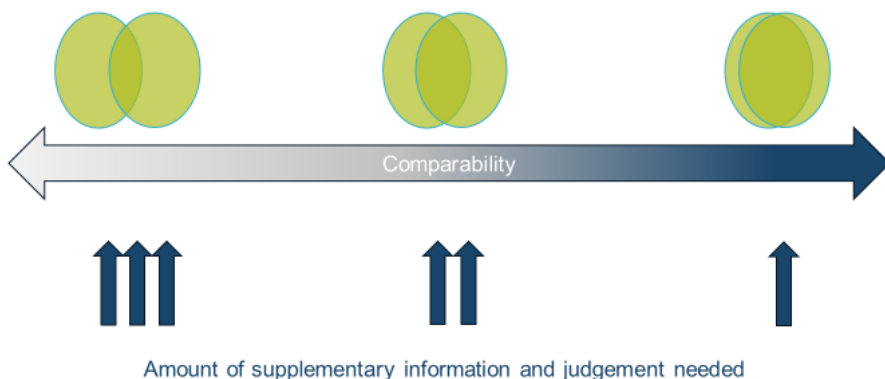 Comparability
Amount of supplementary information and judgement needed